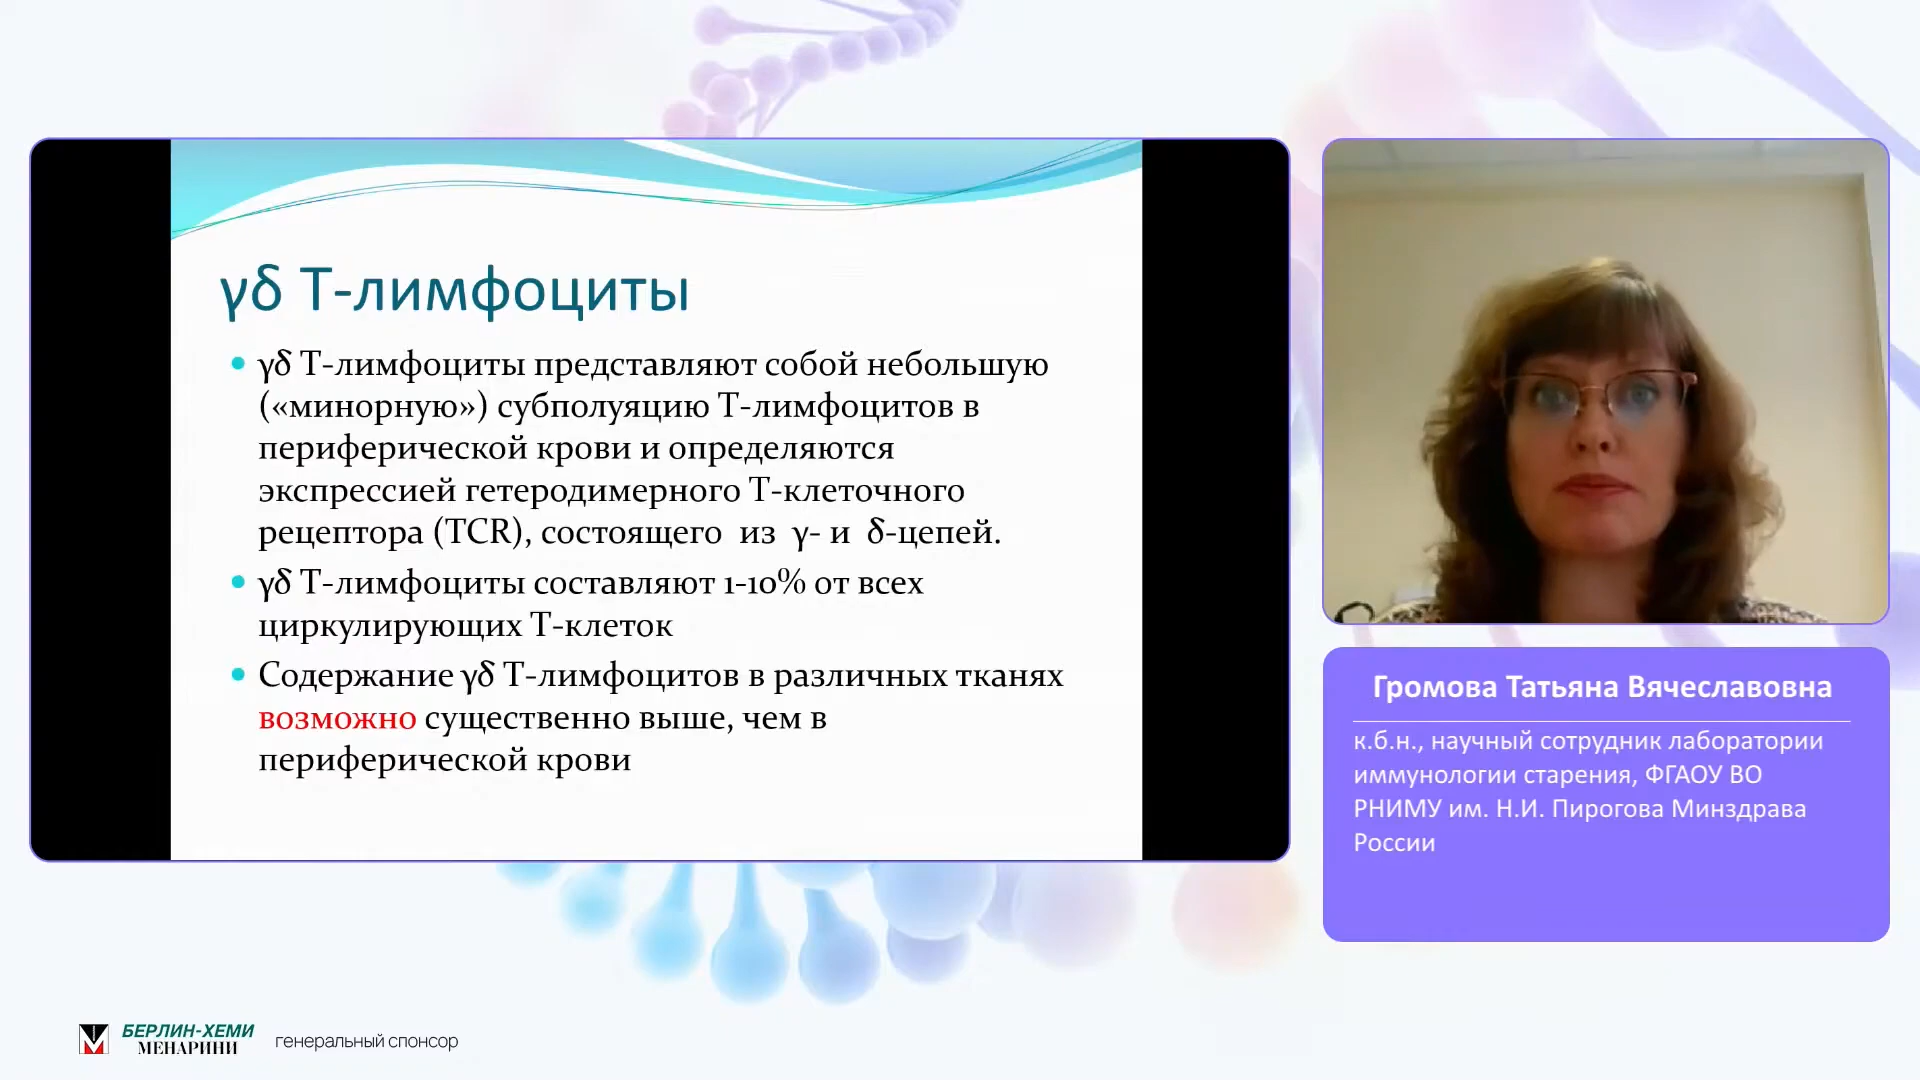 γδ Т-лимфоциты
γδ Т-лимфоциты представляют собой небольшую
(«минорную») субполуяцию Т-лимфоцитов в
периферической крови и определяются
экспрессией гетеродимерного Т-клеточного
рецептора (TCR), состоящего из γ- и δ-цепей.
γδ Т-лимфоциты составляют 1-10% от всех
циркулирующих Т-клеток
Содержание γδ Т-лимфоцитов в различных тканях
возможно существенно выше, чем в
периферической крови
Громова Татьяна Вячеславовна
к.б.н., научный сотрудник лаборатории
иммунологии старения, ФГАОУ ВО
РНИМУ им. Н.И. Пирогова Минздрава
России
БЕРЛИН-ХЕМИ
МЕНАРИНИ
генеральный спонсор